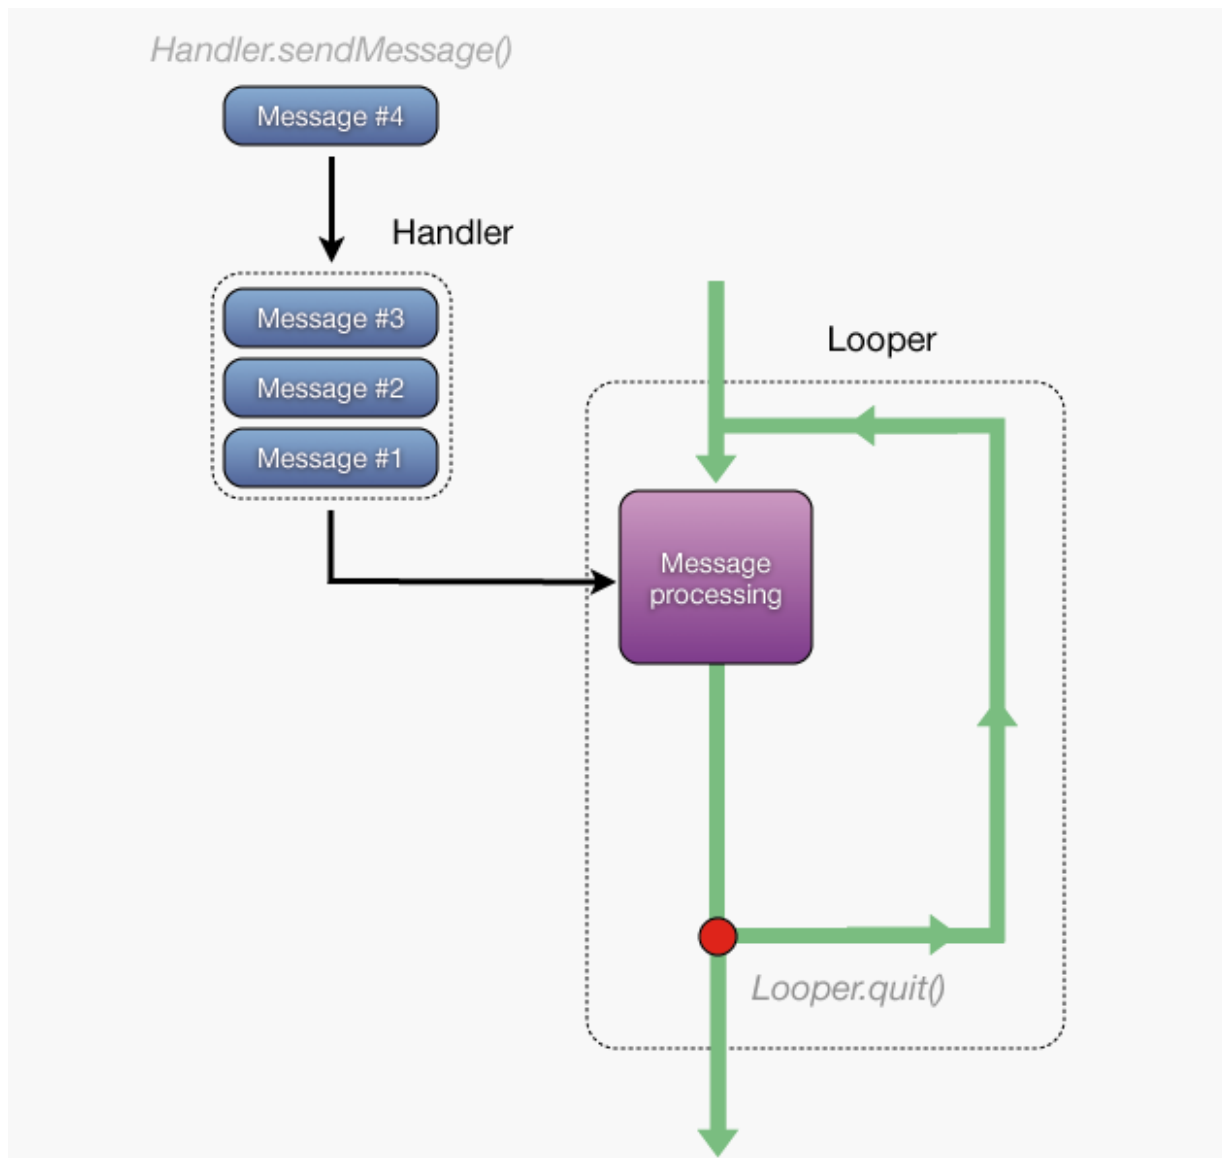 Handler.sendMessage()
Message #4
Handler
Message #3
Message #2
Message #1
Looper
Message
processing
Looper.quit()